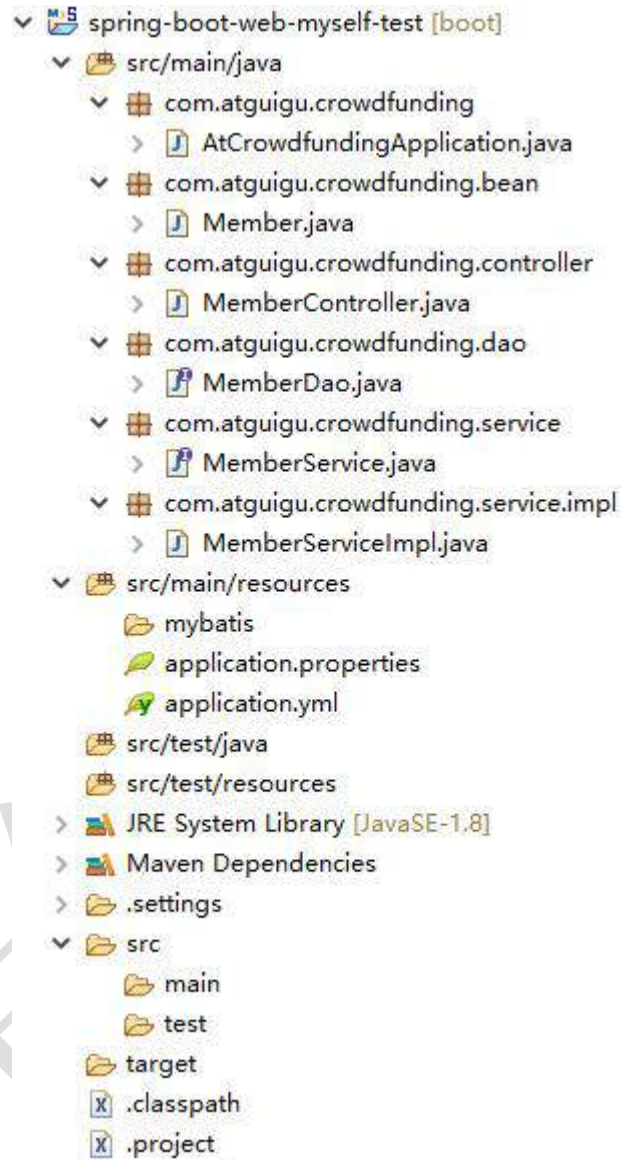 spring-boot-web-myself-test [boot]
src/main/java
com.atguigu.crowdfunding
AtCrowdfundingApplication.java
com.atguigu.crowdfunding.bean
Member.java
com.atguigu.crowdfunding.controller
MemberController.java
com.atguigu.crowdfunding.dao
MemberDao.java
com.atguigu.crowdfunding.service
MemberService.java
com.atguigu.crowdfunding.service.impl
MemberServiceImpl.java
src/main/resources
mybatis
application.properties
application.yml
src/test/java
src/test/resources
JRE System Library [JavaSE-1.8]
Maven Dependencies
.settings
src
main
test
target
.classpath
.project